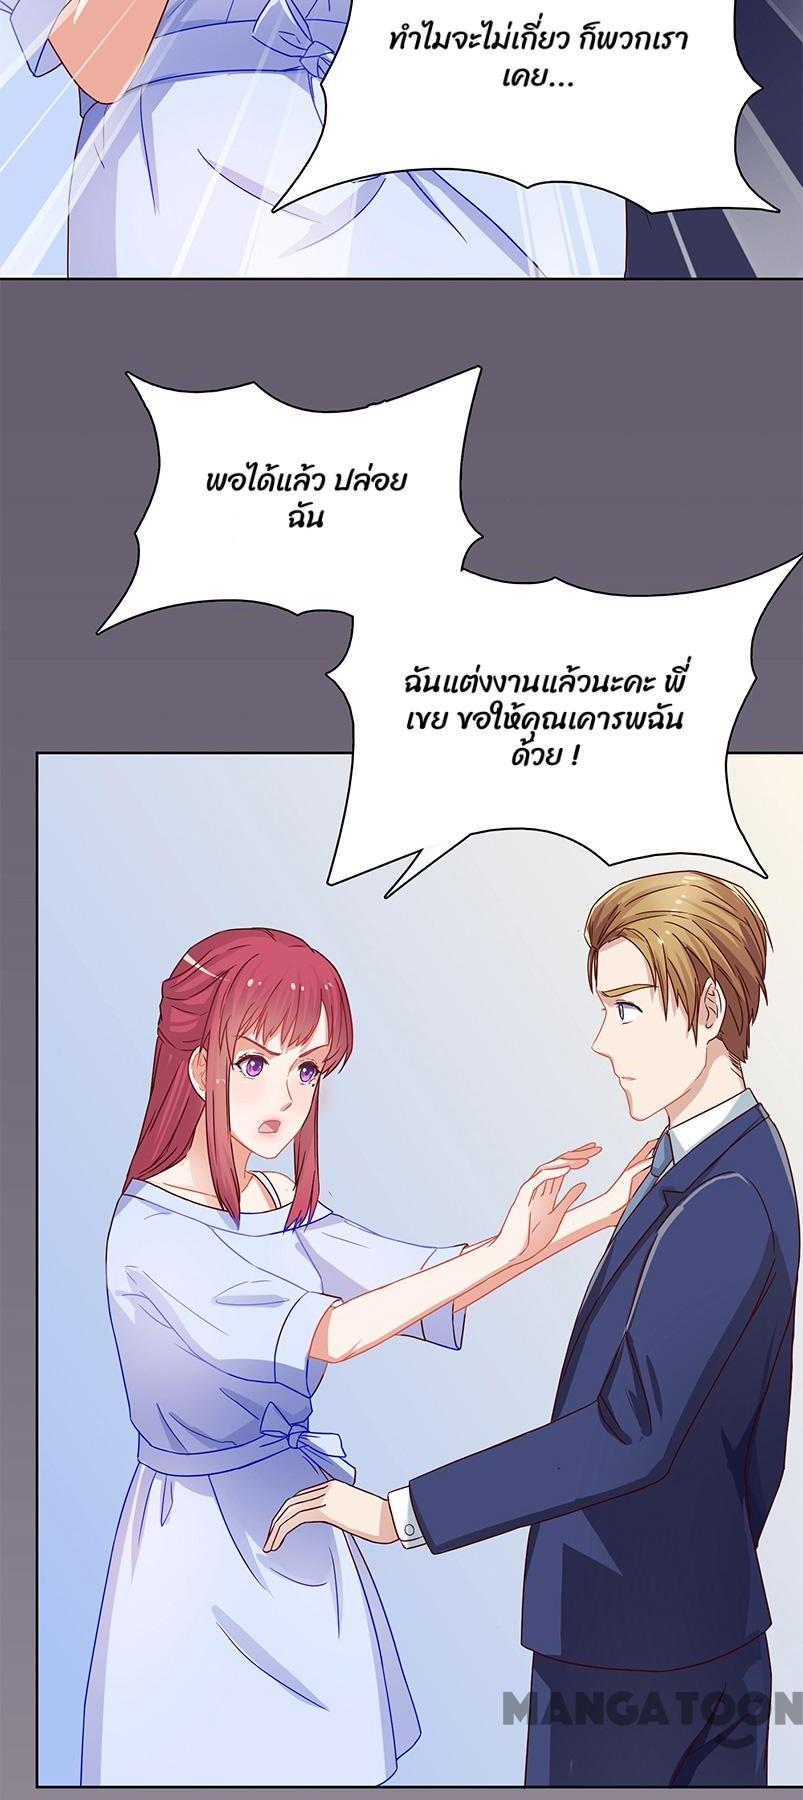 ทำไมจะไม่เกี่ยว ก็พวกเรา
เคย...
พอได้แล้ว ปล่อย
ฉัน
ฉันแต่งงานแล้วนะคะ พี่
เขย ขอให้คุณเคารพฉัน
ด้วย !
MANGATOON